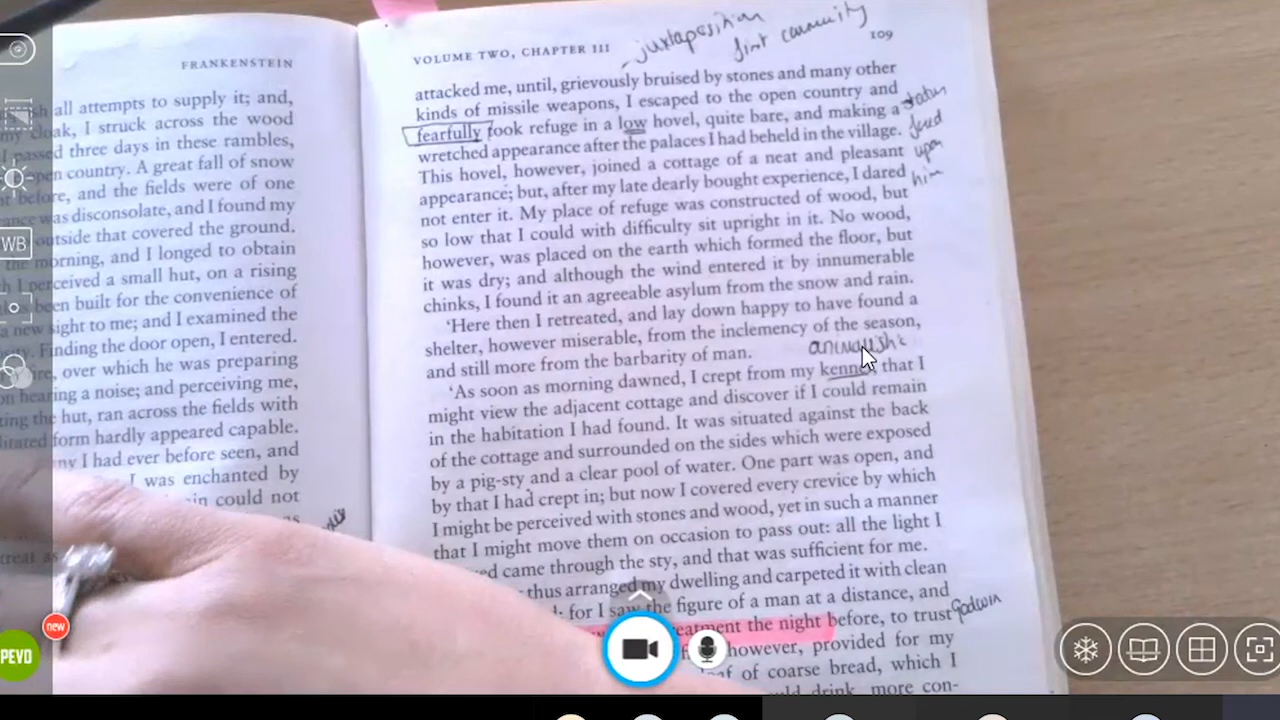 FRANKENSTEIN
all attempts to supply it; and,
cloak, I struck across the wood
passed three days in these rambles,
open country. A great fall of snow
before, and the fields were of one
was disconsolate, and I found my
outside that covered the ground.
the morning, and I longed to obtain
I perceived a small hut, on a rising
been built for the convenience of
a new sight to me; and I examined the
Finding the door open, I entered.
fire, over which he was preparing
on hearing a noise; and perceiving me,
the hut, ran across the fields with
form hardly appeared capable.
any I had ever before seen, and
I was enchanted by
could not
VOLUME TWO, CHAPTER III
109
juxtaposition
first community
attacked me, until, grievously bruised by stones and many other
kinds of missile weapons, I escaped to the open country and
fearfully took refuge in a low hovel, quite bare, and making a
wretched appearance after the palaces I had beheld in the village.
This hovel, however, joined a cottage of a neat and pleasant
appearance; but, after my late dearly bought experience, I dared
not enter it. My place of refuge was constructed of wood, but
so low that I could with difficulty sit upright in it. No wood,
however, was placed on the earth which formed the floor, but
it was dry; and although the wind entered it by innumerable
chinks, I found it an agreeable asylum from the snow and rain.
'Here then I retreated, and lay down happy to have found a
shelter, however miserable, from the inclemency of the season,
and still more from the barbarity of man.
'As soon as morning dawned, I crept from my kennel that I
might view the adjacent cottage and discover if I could remain
in the habitation I had found. It was situated against the back
of the cottage and surrounded on the sides which were exposed
by a pig-sty and a clear pool of water. One part was open, and
by that I had crept in; but now I covered every crevice by which
I might be perceived with stones and wood, yet in such a manner
that I might move them on occasion to pass out: all the light I
came through the sty, and that was sufficient for me.
thus arranged my dwelling and carpeted it with clean
for I saw the figure of a man at a distance, and
treatment the night before, to trust
however, provided for my
loaf of coarse bread, which I
drink, more con-
upon
him
Godwin
WB
new